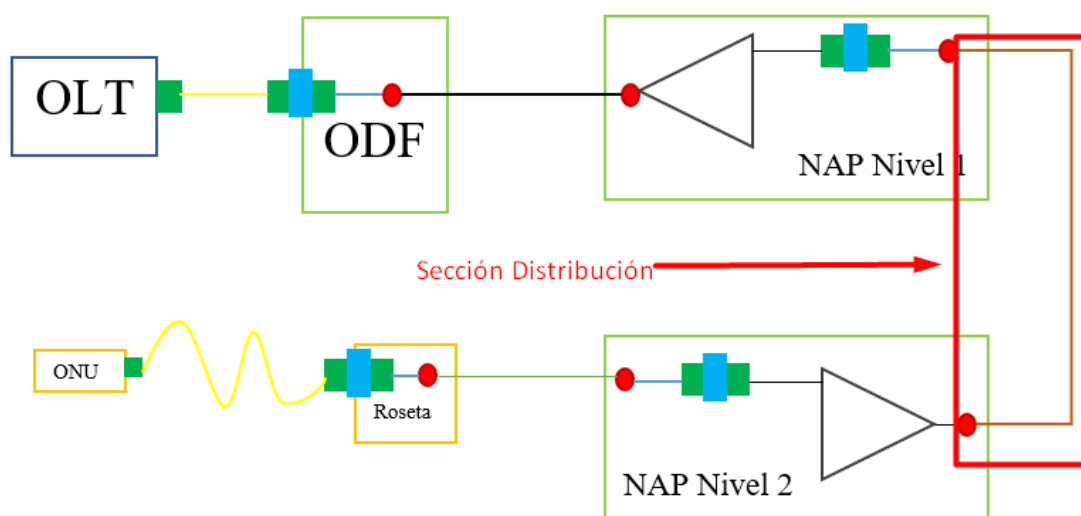 OLT
ODF
NAP Nivel 1
Sección Distribución
ONU
Roseta
NAP Nivel 2